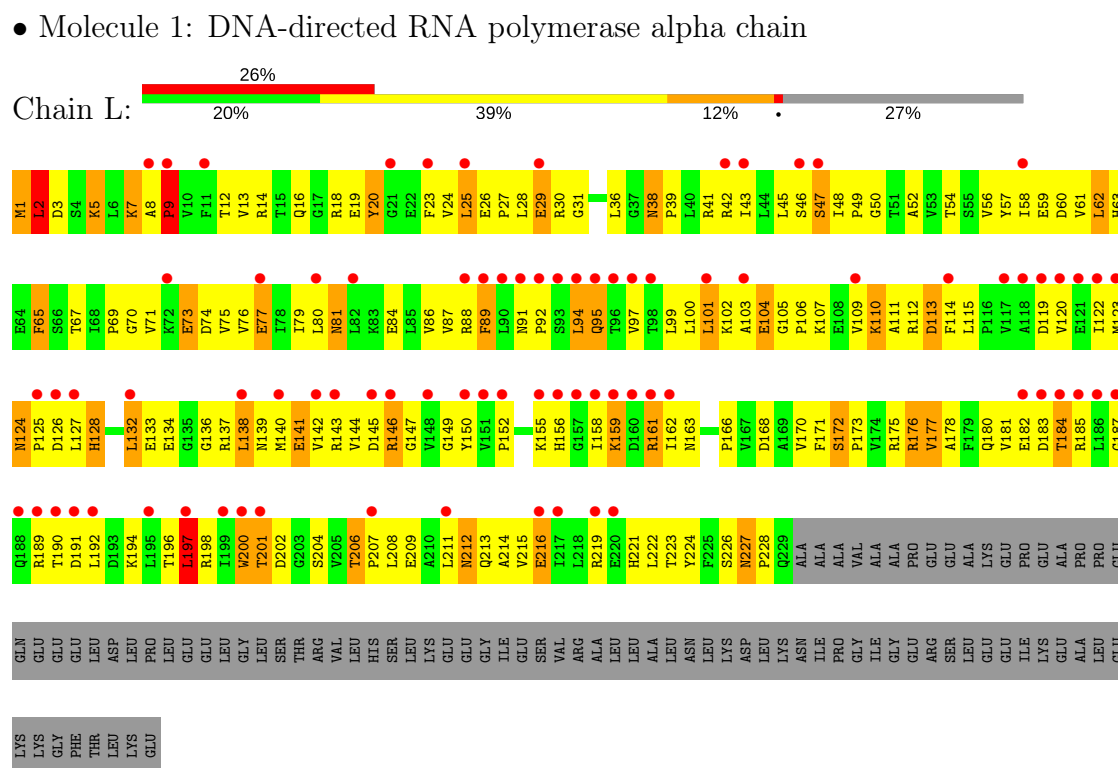 • Molecule 1: DNA-directed RNA polymerase alpha chain
26%
Chain L:
20% 39% 12% • 27%
M1 L2 D3 S4 K5 L6 K7 A8 P9 V10 F11 T12 V13 R14 T15 Q16 G17 R18 E19 Y20 G21 E22 F23 V24 L25 E26 P27 L28 E29 R30 G31 L36 G37 N38 P39 L40 R41 R42 I43 L44 L45 S46 S47 I48 P49 G50 T51 A52 V53 T54 S55 V56 Y57 I58 E59 D60 V61 L62 H63
E64 F65 S66 T67 I68 P69 G70 V71 K72 E73 D74 V75 V76 E77 I78 I79 L80 N81 L82 K83 E84 L85 V86 V87 R88 F89 L90 N91 P92 S93 L94 Q95 T96 V97 T98 L99 L100 L101 K102 A103 E104 G105 P106 K107 E108 V109 K110 A111 R112 D113 F114 L115 P116 V117 A118 D119 V120 E121 I122 M123
N124 P125 D126 L127 H128 L132 E133 E134 G135 G136 R137 L138 N139 M140 E141 V142 R143 V144 D145 R146 G147 V148 G149 Y150 V151 P152 K155 H156 G157 I158 K159 D160 R161 I162 N163 P166 V167 D168 A169 V170 F171 S172 P173 V174 R175 R176 V177 A178 F179 Q180 V181 E182 D183 T184 R185 L186 G187
Q188 R189 T190 D191 L192 D193 K194 L195 T196 L197 R198 I199 W200 T201 D202 G203 S204 V205 T206 P207 L208 E209 A210 L211 N212 Q213 A214 V215 E216 I217 L218 R219 E220 H221 L222 T223 Y224 F225 S226 N227 P228 Q229 ALA ALA ALA VAL ALA ALA PRO GLU GLU ALA LYS GLU PRO GLU ALA PRO PRO GLU
GLN GLU GLU GLU LEU ASP LEU PRO LEU GLU GLU LEU GLY LEU SER THR ARG VAL LEU HIS SER LEU LYS GLU GLU GLY ILE GLU SER VAL ARG ALA LEU LEU ALA LEU ASN LEU LYS ASP LEU LYS ASN ILE PRO GLY ILE GLY GLU ARG SER LEU GLU GLU ILE LYS GLU ALA LEU GLU
LYS LYS GLY PHE THR LEU LYS GLU